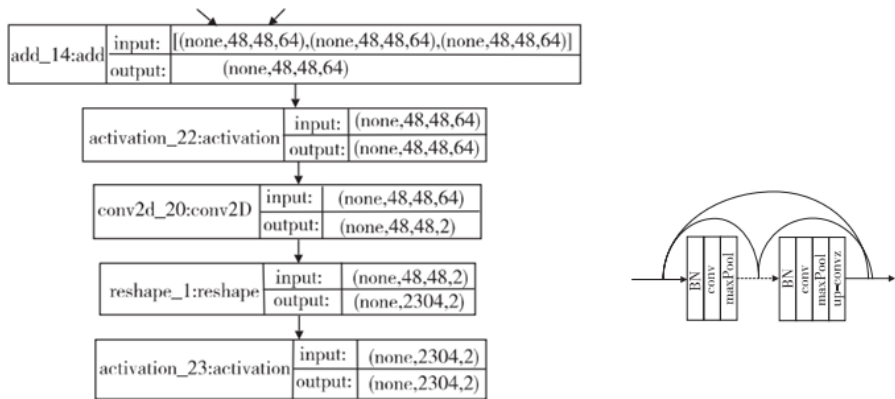 add_14:add
input:
[(none,48,48,64),(none,48,48,64),(none,48,48,64)]
output:
(none,48,48,64)
activation_22:activation
input:
(none,48,48,64)
output:
(none,48,48,64)
conv2d_20:conv2D
input:
(none,48,48,64)
output:
(none,48,48,2)
reshape_1:reshape
input:
(none,48,48,2)
output:
(none,2304,2)
activation_23:activation
input:
(none,2304,2)
output:
(none,2304,2)
BN
conv
maxPool
BN
conv
maxPool
up-convz